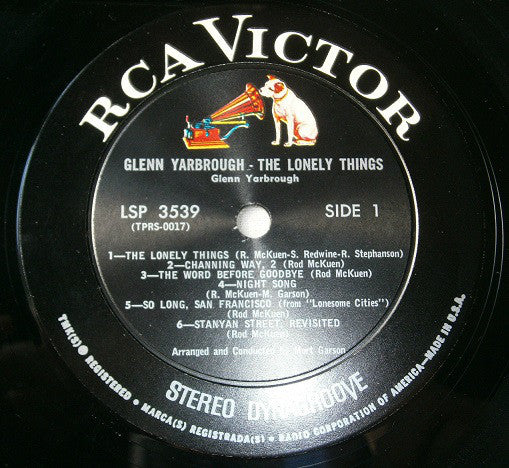 RCA VICTOR
GLENN YARBROUGH - THE LONELY THINGS
Glenn Yarbrough
LSP 3539
(TPRS-0017)
SIDE 1
1—THE LONELY THINGS (R. McKuen-S. Redwine-R. Stephanson)
2—CHANNING WAY, 2 (Rod McKuen)
3—THE WORD BEFORE GOODBYE (Rod McKuen)
4—NIGHT SONG
(R. McKuen-M. Garson)
5—SO LONG, SAN FRANCISCO (from "Lonesome Cities")
(Rod McKuen)
6—STANYAN STREET, REVISITED
(Rod McKuen)
Arranged and Conducted by Mort Garson
STEREO DYNAGROOVE
TMK(S) ® REGISTERED • MARCA(S) REGISTRADA(S) • RADIO CORPORATION OF AMERICA—MADE IN U.S.A.